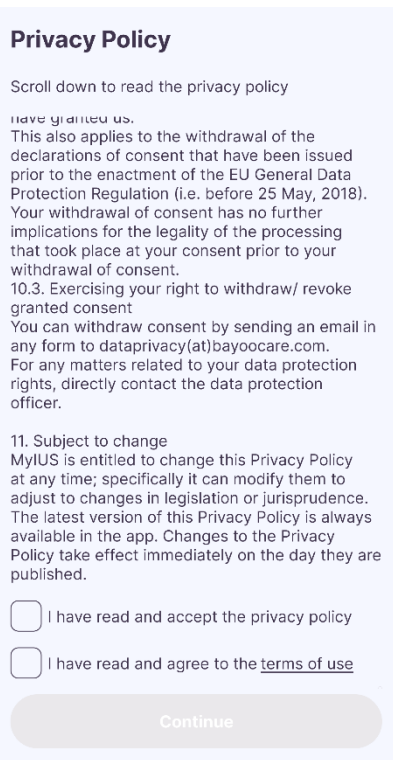 Privacy Policy
Scroll down to read the privacy policy
have granted us.
This also applies to the withdrawal of the
declarations of consent that have been issued
prior to the enactment of the EU General Data
Protection Regulation (i.e. before 25 May, 2018).
Your withdrawal of consent has no further
implications for the legality of the processing
that took place at your consent prior to your
withdrawal of consent.
10.3. Exercising your right to withdraw/ revoke
granted consent
You can withdraw consent by sending an email in
any form to dataprivacy(at)bayoocare.com.
For any matters related to your data protection
rights, directly contact the data protection
officer.
11. Subject to change
MyIUS is entitled to change this Privacy Policy
at any time; specifically it can modify them to
adjust to changes in legislation or jurisprudence.
The latest version of this Privacy Policy is always
available in the app. Changes to the Privacy
Policy take effect immediately on the day they are
published.
I have read and accept the privacy policy
I have read and agree to the terms of use
Continue